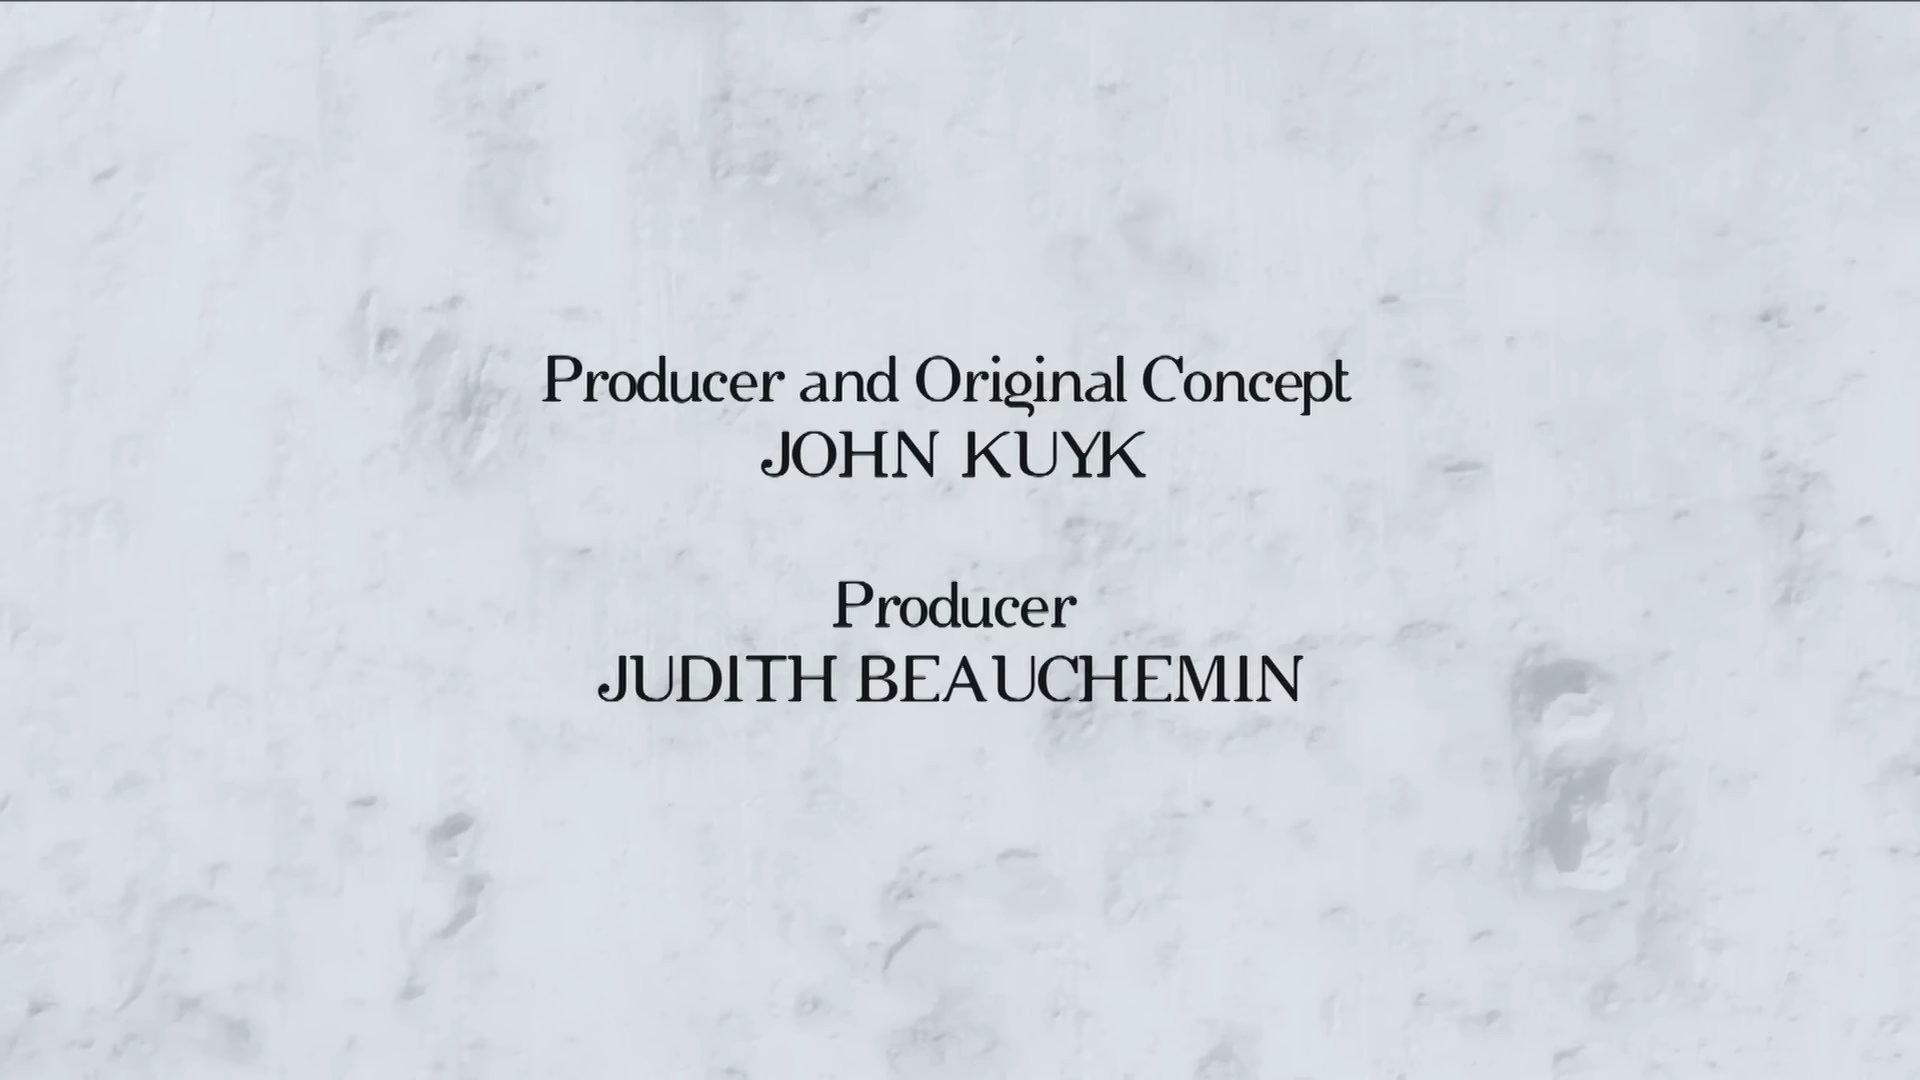 Producer and Original Concept
JOHN KUYK
Producer
JUDITH BEAUCHEMIN